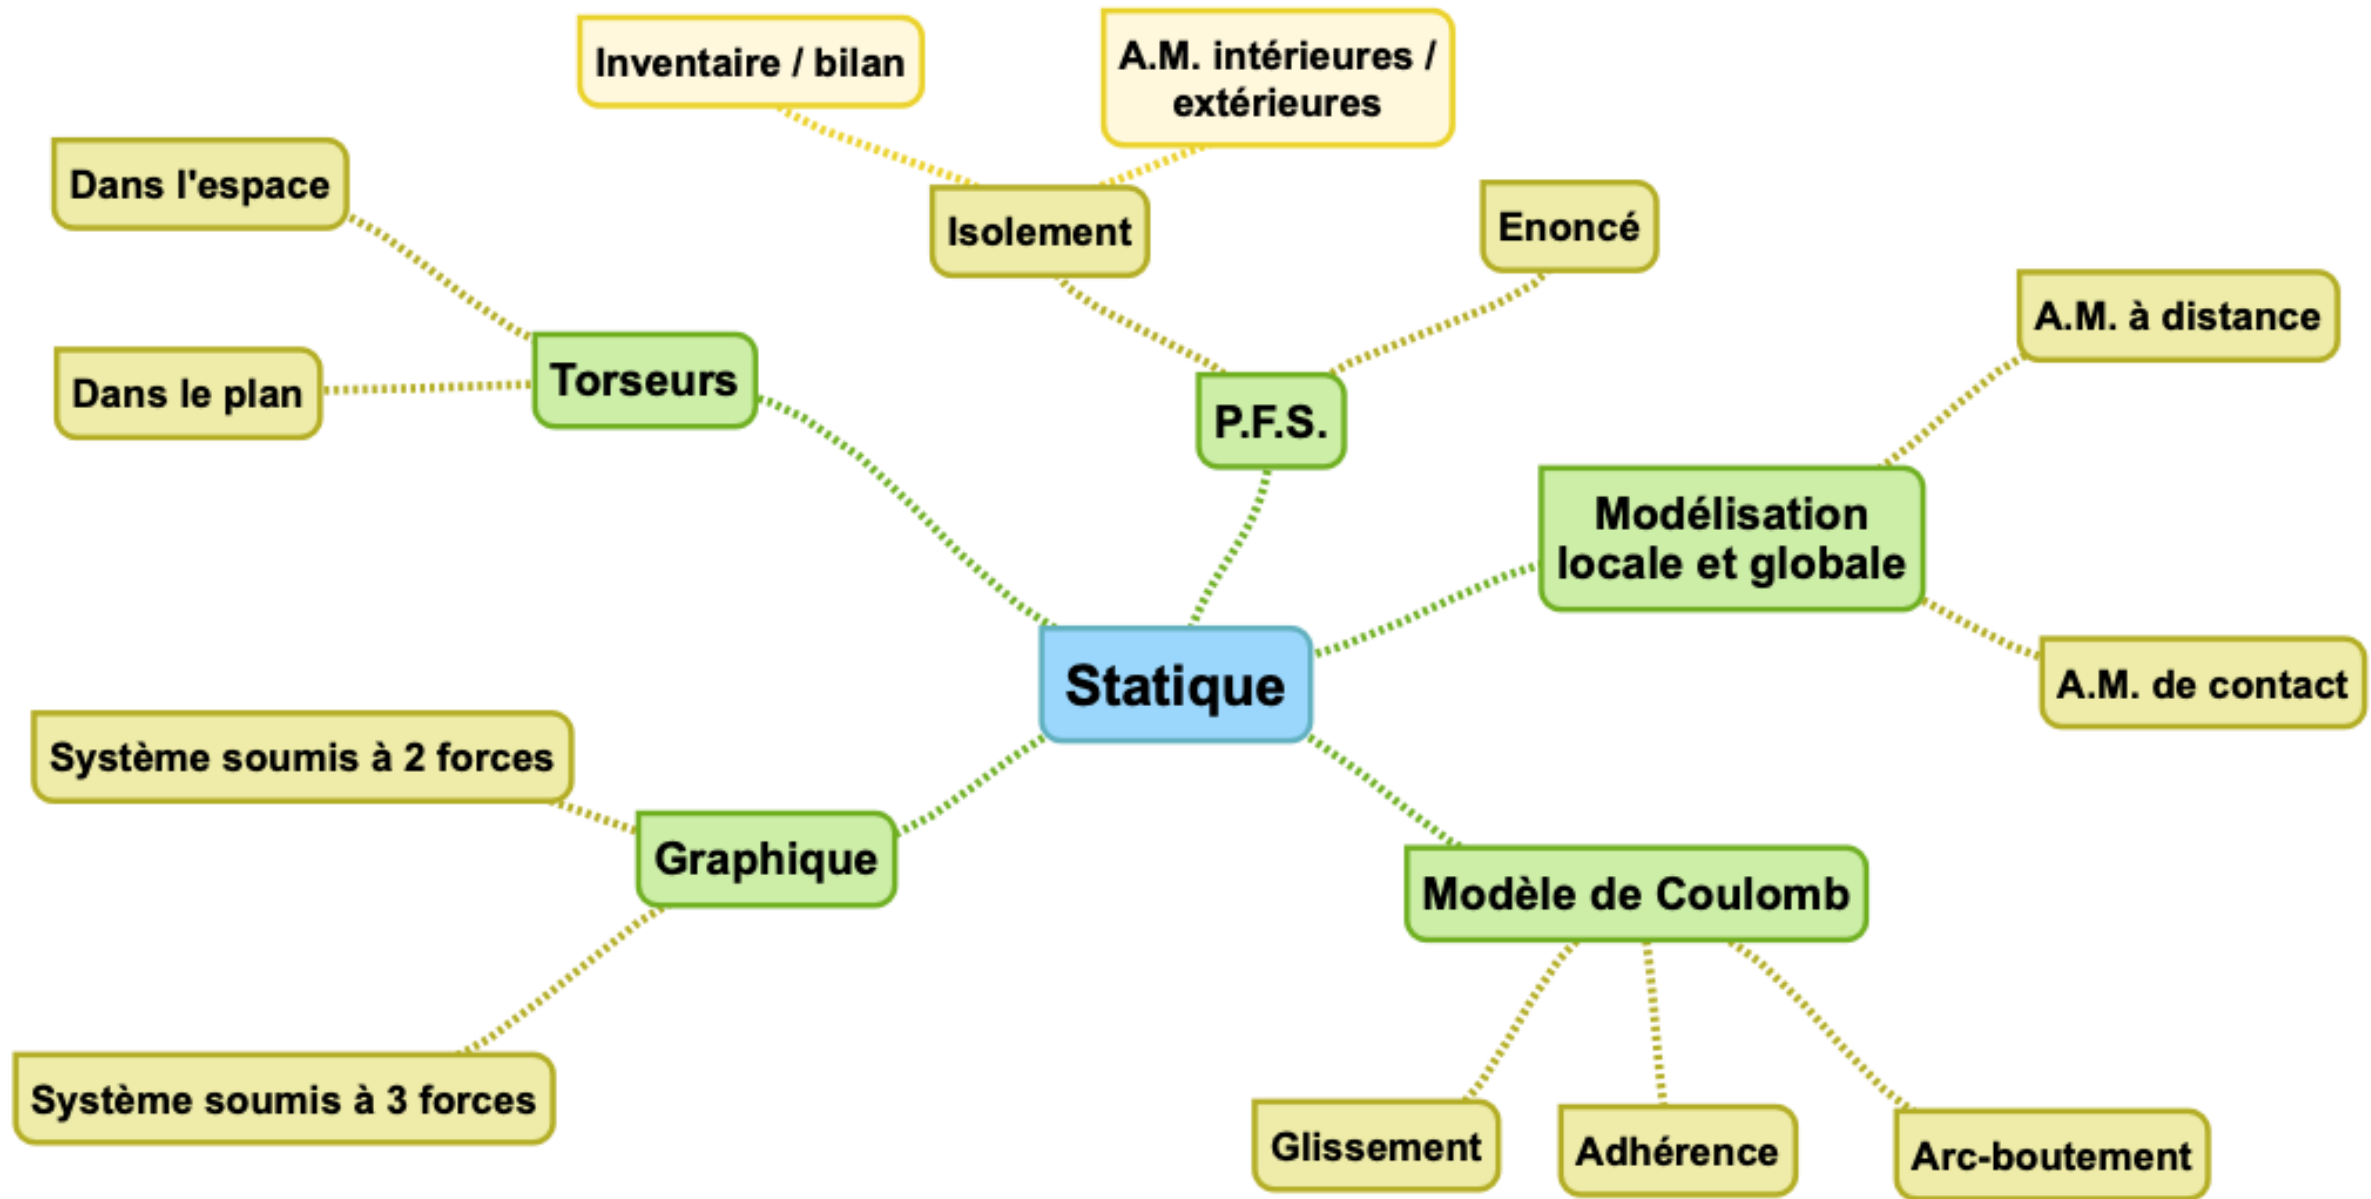 Inventaire / bilan
A.M. intérieures /
extérieures
Dans l'espace
Isolement
Enoncé
A.M. à distance
Dans le plan
Torseurs
P.F.S.
Modélisation
locale et globale
Statique
A.M. de contact
Système soumis à 2 forces
Graphique
Modèle de Coulomb
Système soumis à 3 forces
Glissement
Adhérence
Arc-boutement